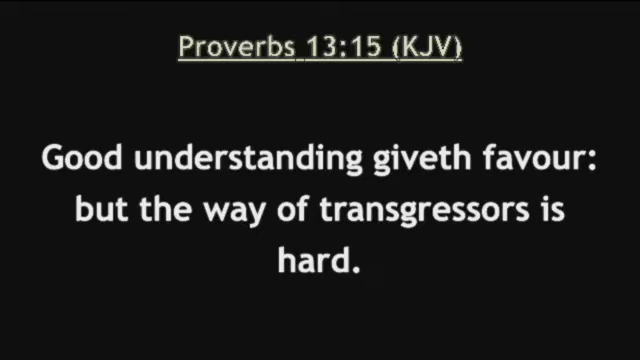 Proverbs 13:15 (KJV)
Good understanding giveth favour:
but the way of transgressors is
hard.